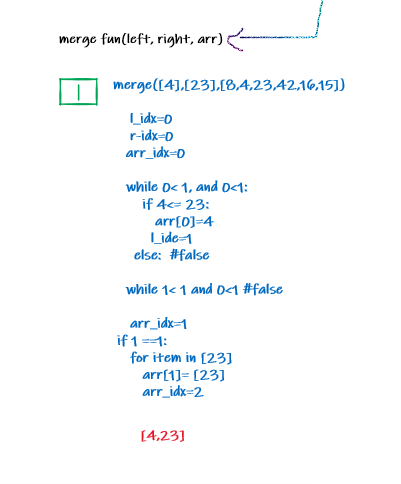 merge fun(left, right, arr)
1
merge([4],[23],[8,4,23,42,16,15])
l_idx=0
r-idx=0
arr_idx=0
while 0< 1, and 0<1:
if 4<= 23:
arr[0]=4
l_ide=1
else: #false
while 1< 1 and 0<1 #false
arr_idx=1
if 1 ==1:
for item in [23]
arr[1]= [23]
arr_idx=2
[4,23]